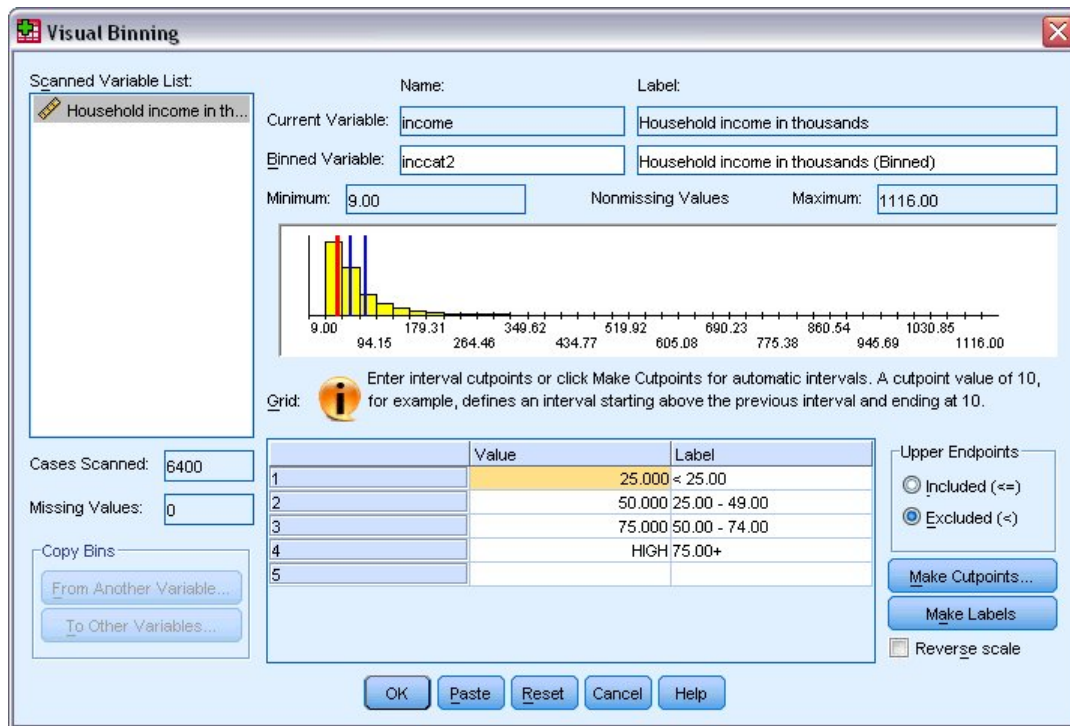 Visual Binning
Scanned Variable List:
Household income in th...
Name:
Label:
Current Variable:
income
Household income in thousands
Binned Variable:
inccat2
Household income in thousands (Binned)
Minimum:
9.00
Nonmissing Values
Maximum:
1116.00
9.00 179.31 349.62 519.92 690.23 860.54 1030.85
94.15 264.46 434.77 605.08 775.38 945.69 1116.00
Grid:
Enter interval cutpoints or click Make Cutpoints for automatic intervals. A cutpoint value of 10,
for example, defines an interval starting above the previous interval and ending at 10.
Cases Scanned:
6400
Missing Values:
0
Copy Bins
From Another Variable...
To Other Variables...
Value Label
1 25.000 < 25.00
2 50.000 25.00 - 49.00
3 75.000 50.00 - 74.00
4 HIGH 75.00+
5
Upper Endpoints
Included (<=)
Excluded (<)
Make Cutpoints...
Make Labels
Reverse scale
OK Paste Reset Cancel Help